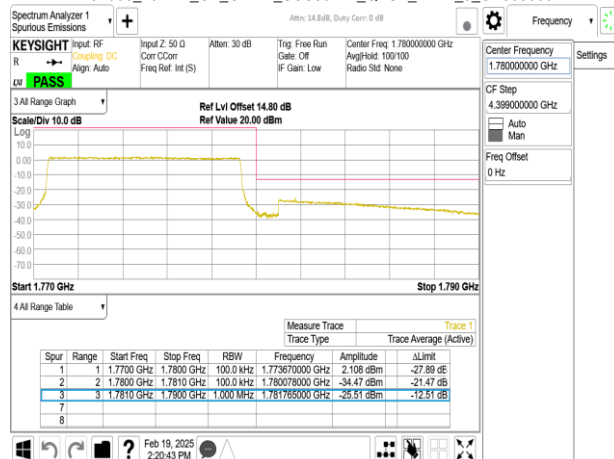 Spectrum Analyzer 1
Spurious Emissions
Attn: 14.8dB, Duty Corr: 0 dB
Frequency
Settings
KEYSIGHT
R
LXI
PASS
Input: RF
Coupling: DC
Align: Auto
Input Z: 50 Ω
Corr CCorr
Freq Ref: Int (S)
Atten: 30 dB
Trig: Free Run
Gate: Off
IF Gain: Low
Center Freq: 1.780000000 GHz
Avg|Hold: 100/100
Radio Std: None
Center Frequency
1.780000000 GHz
CF Step
4.399000000 GHz
Auto
Man
Freq Offset
0 Hz
3 All Range Graph
Scale/Div 10.0 dB
Ref Lvl Offset 14.80 dB
Ref Value 20.00 dBm
Log
10.0
0.00
-10.0
-20.0
-30.0
-40.0
-50.0
-60.0
-70.0
Start 1.770 GHz
Stop 1.790 GHz
4 All Range Table
Measure Trace Trace 1
Trace Type Trace Average (Active)
Spur Range Start Freq Stop Freq RBW Frequency Amplitude ΔLimit
1 1 1.7700 GHz 1.7800 GHz 100.0 kHz 1.773670000 GHz 2.108 dBm -27.89 dB
2 2 1.7800 GHz 1.7810 GHz 100.0 kHz 1.780078000 GHz -34.47 dBm -21.47 dB
3 3 1.7810 GHz 1.7900 GHz 1.000 MHz 1.781765000 GHz -25.51 dBm -12.51 dB
7
8
Feb 19, 2025
2:20:43 PM